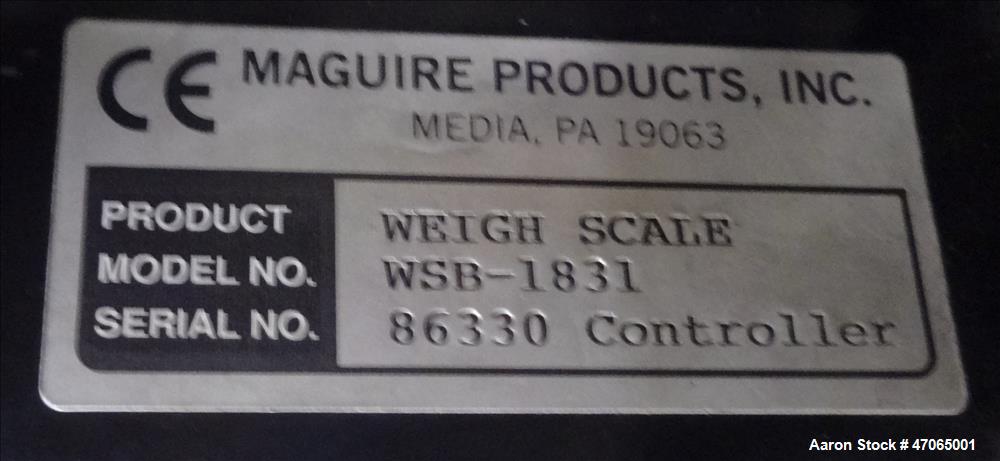 CE MAGUIRE PRODUCTS, INC.
MEDIA, PA 19063
PRODUCT WEIGH SCALE
MODEL NO. WSB-1831
SERIAL NO. 86330 Controller
Aaron Stock # 47065001